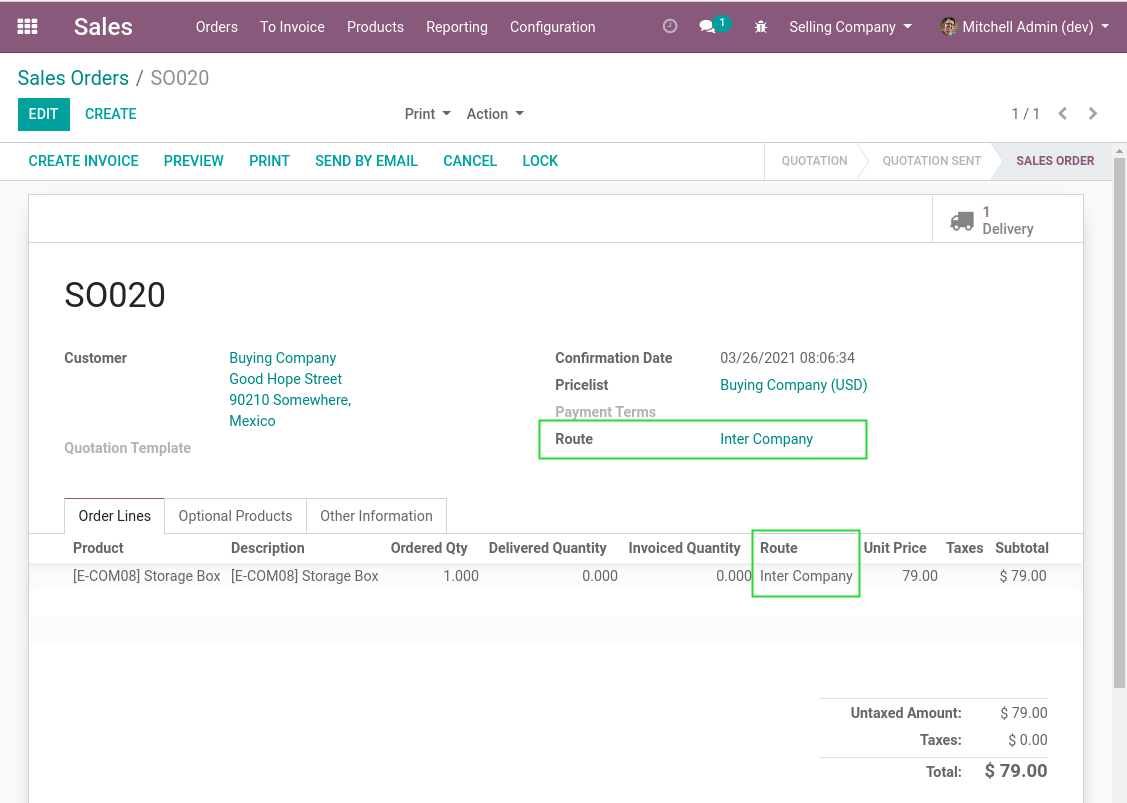 Sales Orders To Invoice Products Reporting Configuration 1 Selling Company Mitchell Admin (dev)
Sales Orders / SO020
EDIT CREATE Print Action 1 / 1
CREATE INVOICE PREVIEW PRINT SEND BY EMAIL CANCEL LOCK QUOTATION QUOTATION SENT SALES ORDER
1
Delivery
SO020
Customer Buying Company Confirmation Date 03/26/2021 08:06:34
Good Hope Street
Pricelist Buying Company (USD)
90210 Somewhere,
Payment Terms
Mexico
Route Inter Company
Quotation Template
Order Lines Optional Products Other Information
Product Description Ordered Qty Delivered Quantity Invoiced Quantity Route Unit Price Taxes Subtotal
[E-COM08] Storage Box [E-COM08] Storage Box 1.000 0.000 0.000 Inter Company 79.00 $ 79.00
Untaxed Amount: $ 79.00
Taxes: $ 0.00
Total: $ 79.00